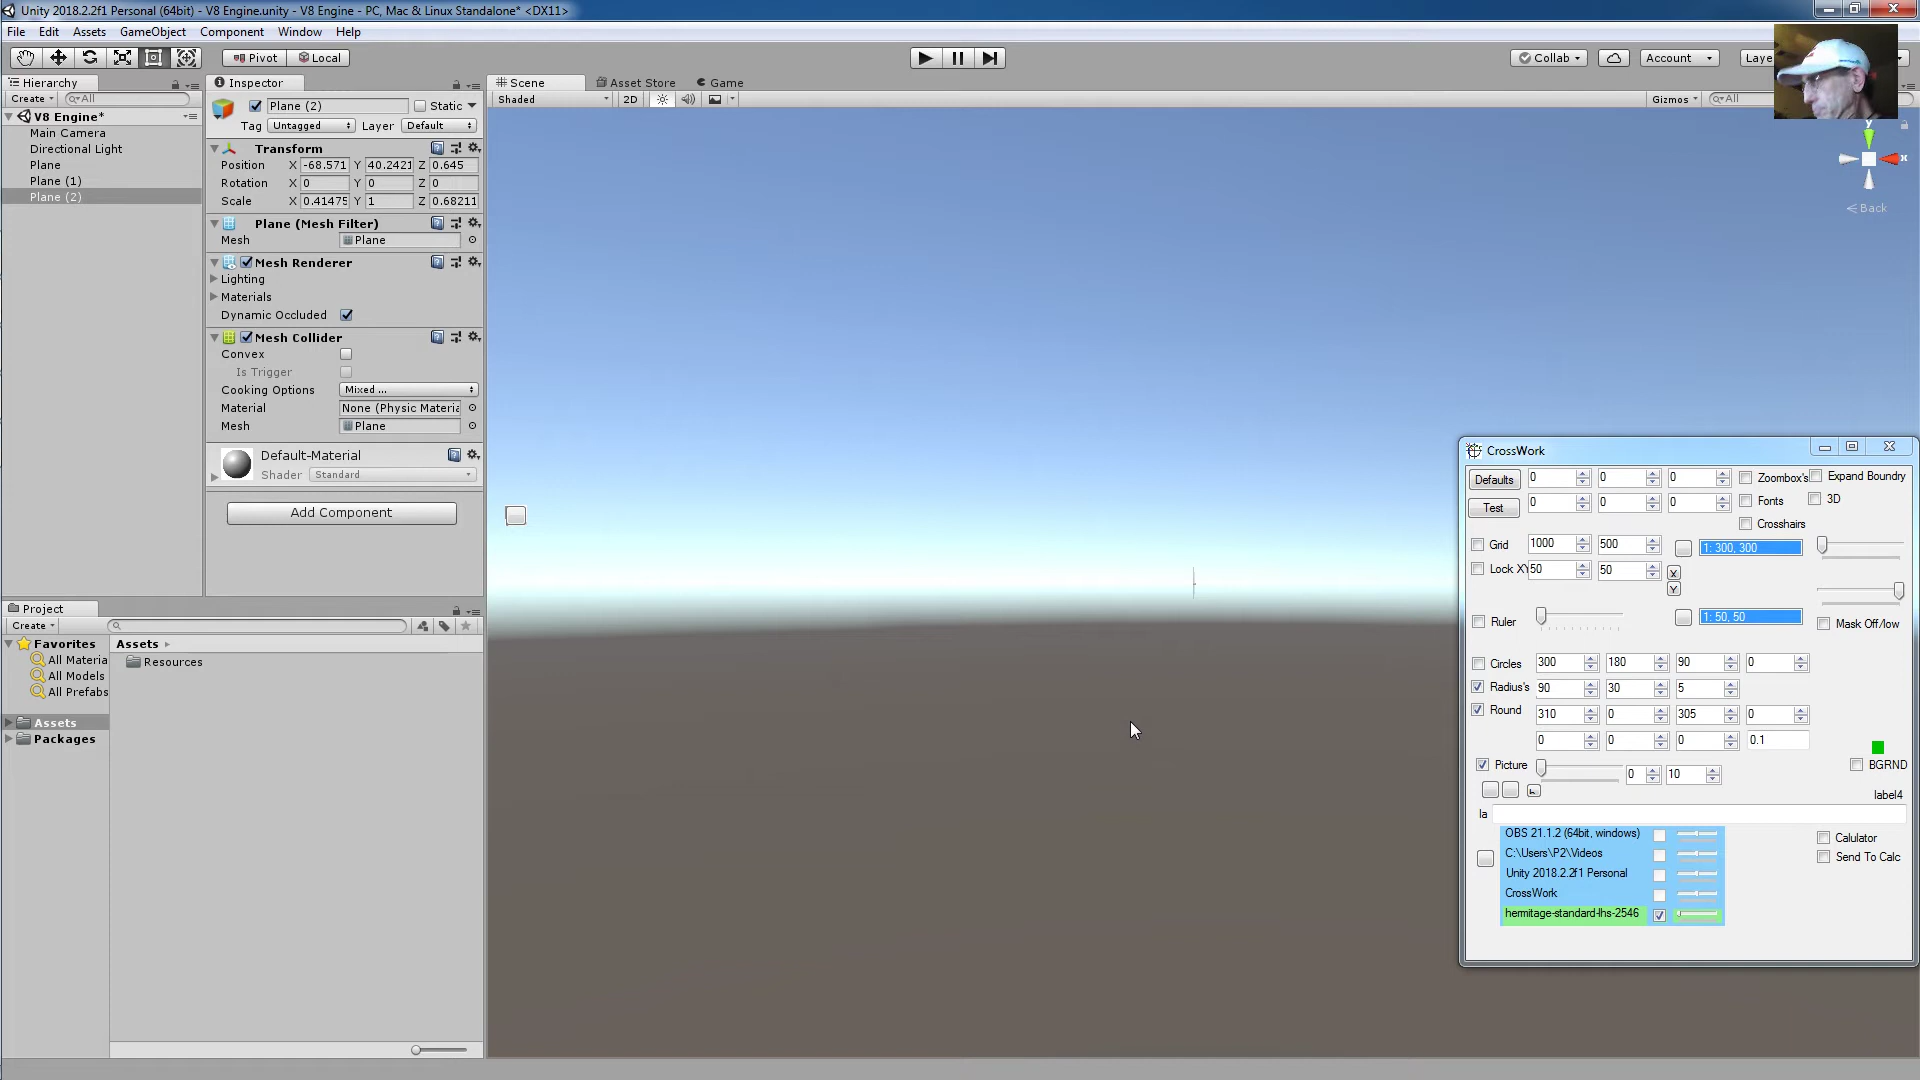 Unity 2018.2.2f1 Personal (64bit) - V8 Engine.unity - V8 Engine - PC, Mac & Linux Standalone* <DX11>
File Edit Assets GameObject Component Window Help
Pivot Local Collab Account Laye
Hierarchy Inspector Scene Asset Store Game
Create All Shaded 2D Gizmos All
V8 Engine*
Main Camera
Directional Light
Plane
Plane (1)
Plane (2)
Plane (2) Static
Tag Untagged Layer Default
Transform
Position X -68.571 Y 40.2421 Z 0.645
Rotation X 0 Y 0 Z 0
Scale X 0.41475 Y 1 Z 0.68211
Plane (Mesh Filter)
Mesh Plane
Mesh Renderer
Lighting
Materials
Dynamic Occluded
Mesh Collider
Convex
Is Trigger
Cooking Options Mixed ...
Material None (Physic Materia
Mesh Plane
Default-Material
Shader Standard
Add Component
y
x
Back
Project
Create
Favorites
All Materia
All Models
All Prefabs
Assets
Packages
Assets
Resources
CrossWork
Defaults 0 0 0 Zoombox's Expand Boundry
Test 0 0 0 Fonts 3D
Crosshairs
Grid 1000 500 1: 300, 300
Lock XY 50 50 X
Y
Ruler 1: 50, 50 Mask Off/low
Circles 300 180 90 0
Radius's 90 30 5
Round 310 0 305 0
0 0 0 0.1
Picture 0 10 BGRND
label4
la
OBS 21.1.2 (64bit, windows) Calulator
C:\Users\P2\Videos Send To Calc
Unity 2018.2.2f1 Personal
CrossWork
hermitage-standard-lhs-2546